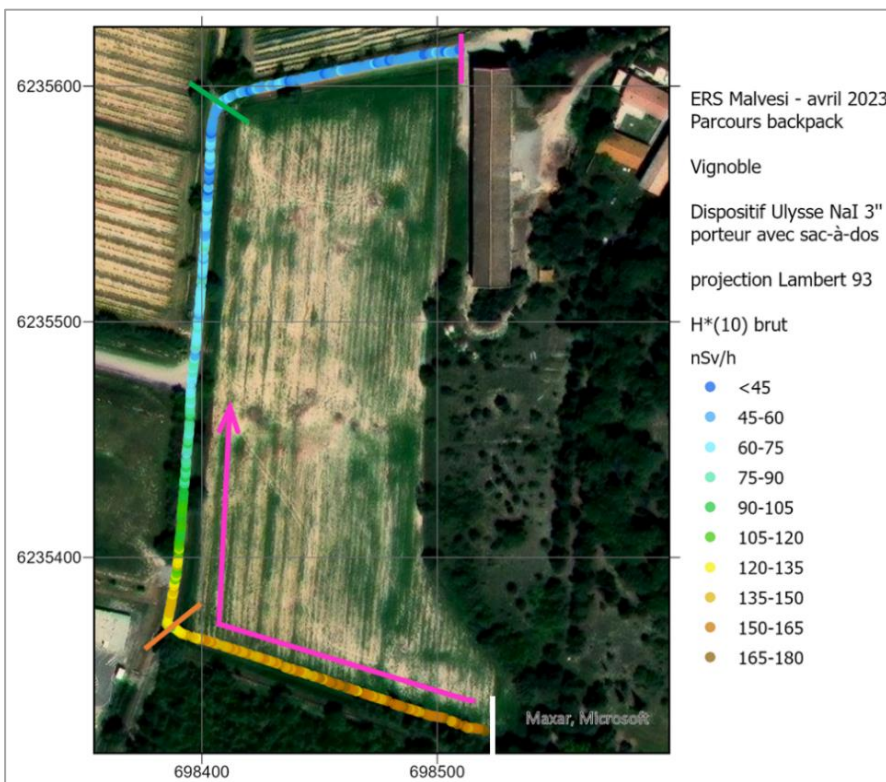 6235600
6235500
6235400
698400
698500
Maxar, Microsoft
ERS Malvesi - avril 2023
Parcours backpack
Vignoble
Dispositif Ulysse NaI 3"
porteur avec sac-à-dos
projection Lambert 93
H*(10) brut
nSv/h
<45
45-60
60-75
75-90
90-105
105-120
120-135
135-150
150-165
165-180